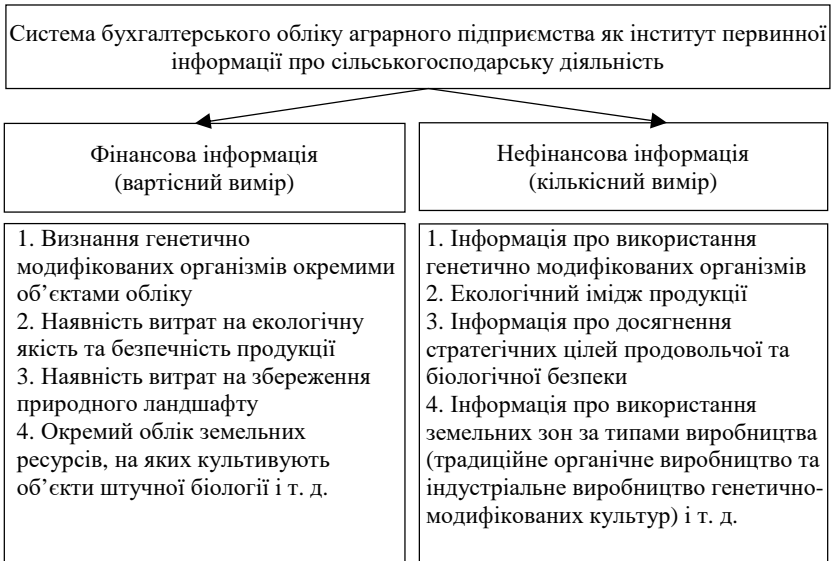 Система бухгалтерського обліку аграрного підприємства як інститут первинної
інформації про сільськогосподарську діяльність
Фінансова інформація
(вартісний вимір)
Нефінансова інформація
(кількісний вимір)
1. Визнання генетично
модифікованих організмів окремими
об’єктами обліку
2. Наявність витрат на екологічну
якість та безпечність продукції
3. Наявність витрат на збереження
природного ландшафту
4. Окремий облік земельних
ресурсів, на яких культивують
об’єкти штучної біології і т. д.
1. Інформація про використання
генетично модифікованих організмів
2. Екологічний імідж продукції
3. Інформація про досягнення
стратегічних цілей продовольчої та
біологічної безпеки
4. Інформація про використання
земельних зон за типами виробництва
(традиційне органічне виробництво та
індустріальне виробництво генетично-
модифікованих культур) і т. д.